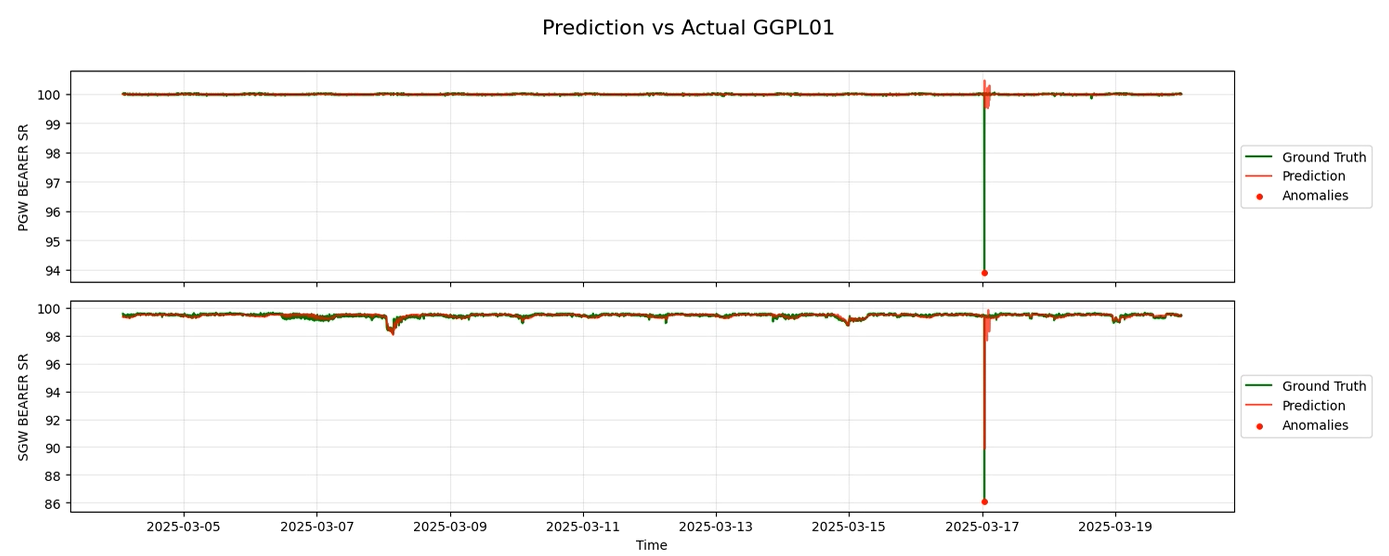 Prediction vs Actual GGPL01
PGW BEARER SR
100
99
98
97
96
95
94
Ground Truth
Prediction
Anomalies
SGW BEARER SR
100
98
96
94
92
90
88
86
Ground Truth
Prediction
Anomalies
2025-03-05 2025-03-07 2025-03-09 2025-03-11 2025-03-13 2025-03-15 2025-03-17 2025-03-19
Time